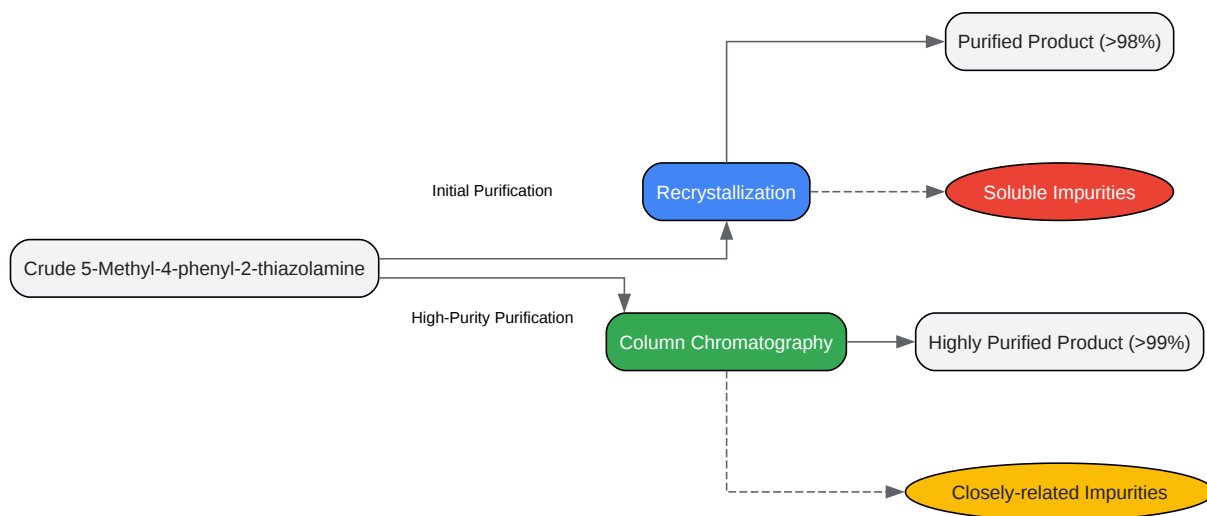 Purified Product (>98%)
Initial Purification
Recrystallization
Soluble Impurities
Crude 5-Methyl-4-phenyl-2-thiazolamine
High-Purity Purification
Column Chromatography
Highly Purified Product (>99%)
Closely-related Impurities